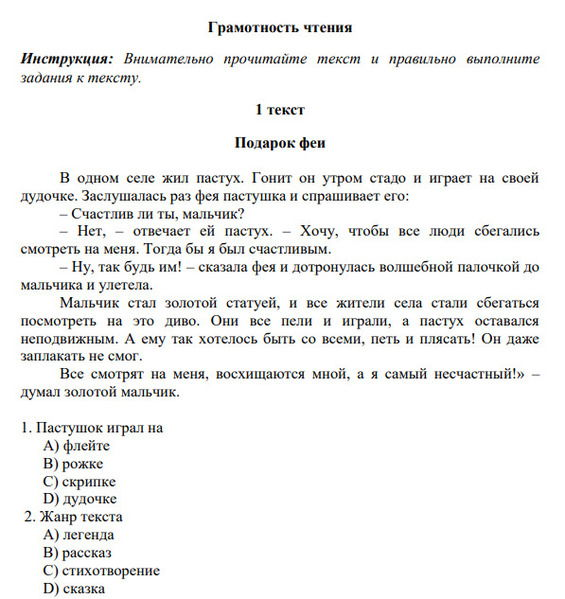 Грамотность чтения
Инструкция: Внимательно прочитайте текст и правильно выполните
задания к тексту.
1 текст
Подарок феи
В одном селе жил пастух. Гонит он утром стадо и играет на своей
дудочке. Заслушалась раз фея пастушка и спрашивает его:
– Счастлив ли ты, мальчик?
– Нет, – отвечает ей пастух. – Хочу, чтобы все люди сбегались
смотреть на меня. Тогда бы я был счастливым.
– Ну, так будь им! – сказала фея и дотронулась волшебной палочкой до
мальчика и улетела.
Мальчик стал золотой статуей, и все жители села стали сбегаться
посмотреть на это диво. Они все пели и играли, а пастух оставался
неподвижным. А ему так хотелось быть со всеми, петь и плясать! Он даже
заплакать не смог.
Все смотрят на меня, восхищаются мной, а я самый несчастный!» –
думал золотой мальчик.
1. Пастушок играл на
A) флейте
B) рожке
C) скрипке
D) дудочке
2. Жанр текста
A) легенда
B) рассказ
C) стихотворение
D) сказка